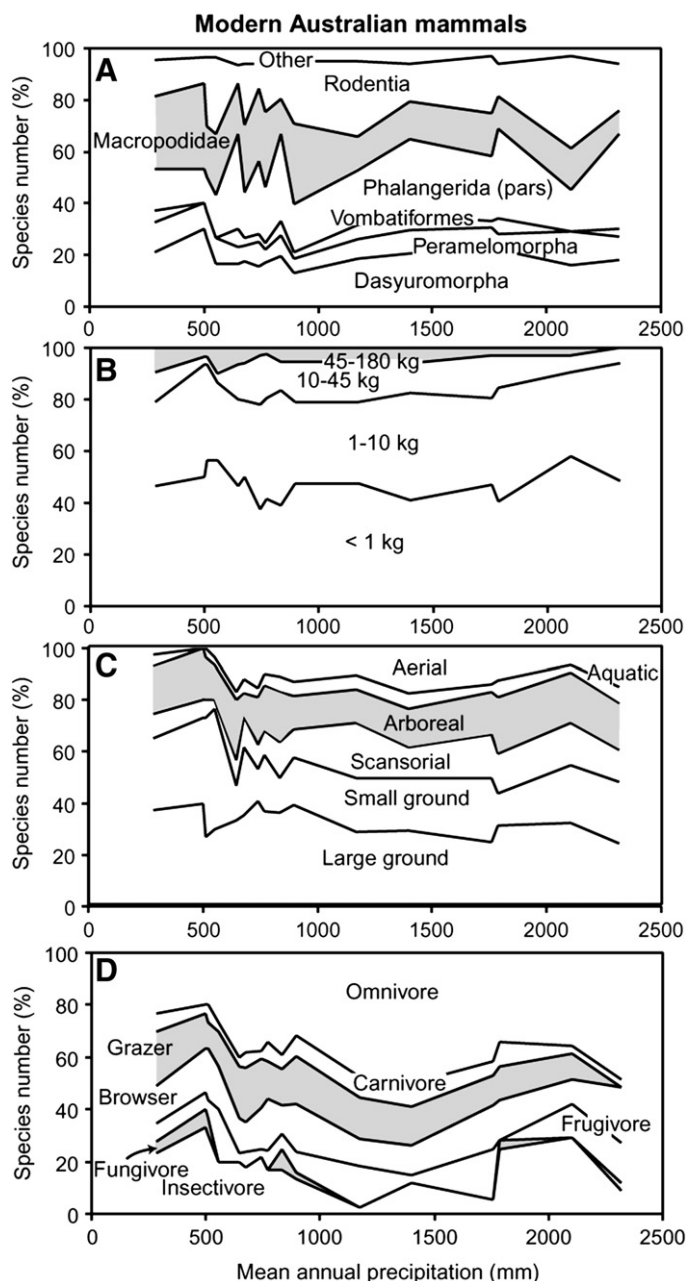 Modern Australian mammals
A
Species number (%)
100
80
60
40
20
0
Other
Rodentia
Macropodidae
Phalangerida (pars)
Vombatiformes
Peramelomorpha
Dasyuromorpha
0 500 1000 1500 2000 2500
B
Species number (%)
100
80
60
40
20
0
45-180 kg
10-45 kg
1-10 kg
< 1 kg
0 500 1000 1500 2000 2500
C
Species number (%)
100
80
60
40
20
0
Aerial
Aquatic
Arboreal
Scansorial
Small ground
Large ground
0 500 1000 1500 2000 2500
D
Species number (%)
100
80
60
40
20
0
Omnivore
Grazer
Carnivore
Browser
Frugivore
Fungivore
Insectivore
0 500 1000 1500 2000 2500
Mean annual precipitation (mm)